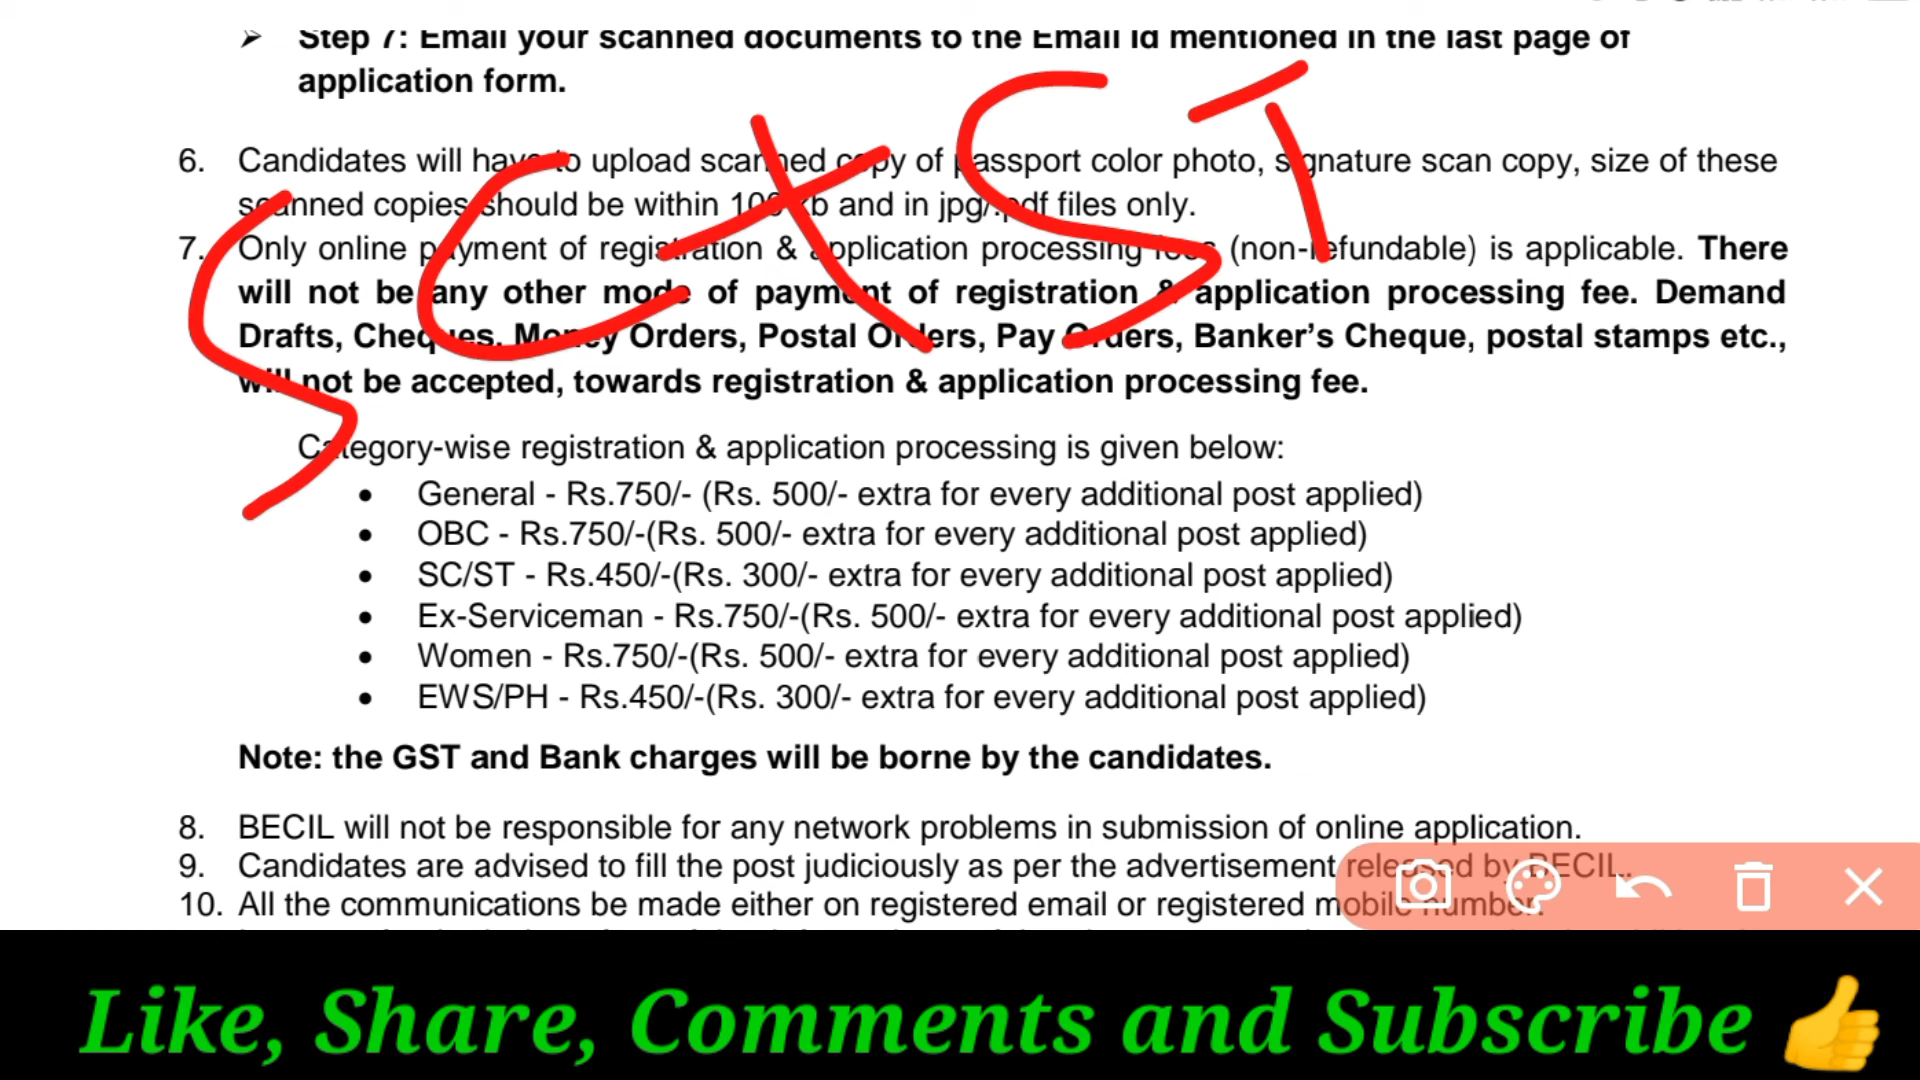 ➢ Step 7: Email your scanned documents to the Email id mentioned in the last page of
application form.
6. Candidates will have to upload scanned copy of passport color photo, signature scan copy, size of these
scanned copies should be within 100 kb and in jpg/.pdf files only.
7. Only online payment of registration & application processing fees (non-refundable) is applicable. There
will not be any other mode of payment of registration & application processing fee. Demand
Drafts, Cheques, Money Orders, Postal Orders, Pay Orders, Banker's Cheque, postal stamps etc.,
will not be accepted, towards registration & application processing fee.
SC X ST
Category-wise registration & application processing is given below:
• General - Rs.750/- (Rs. 500/- extra for every additional post applied)
• OBC - Rs.750/-(Rs. 500/- extra for every additional post applied)
• SC/ST - Rs.450/-(Rs. 300/- extra for every additional post applied)
• Ex-Serviceman - Rs.750/-(Rs. 500/- extra for every additional post applied)
• Women - Rs.750/-(Rs. 500/- extra for every additional post applied)
• EWS/PH - Rs.450/-(Rs. 300/- extra for every additional post applied)
Note: the GST and Bank charges will be borne by the candidates.
8. BECIL will not be responsible for any network problems in submission of online application.
9. Candidates are advised to fill the post judiciously as per the advertisement released by BECIL.
10. All the communications be made either on registered email or registered mobile number.
Like, Share, Comments and Subscribe 👍